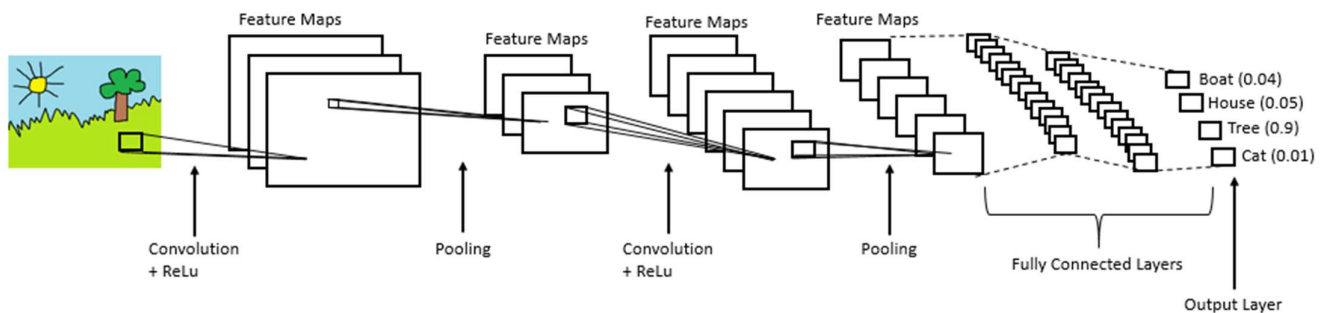 Feature Maps
Feature Maps
Feature Maps
Feature Maps
Boat (0.04)
House (0.05)
Tree (0.9)
Cat (0.01)
Convolution
+ ReLu
Pooling
Convolution
+ ReLu
Pooling
Fully Connected Layers
Output Layer